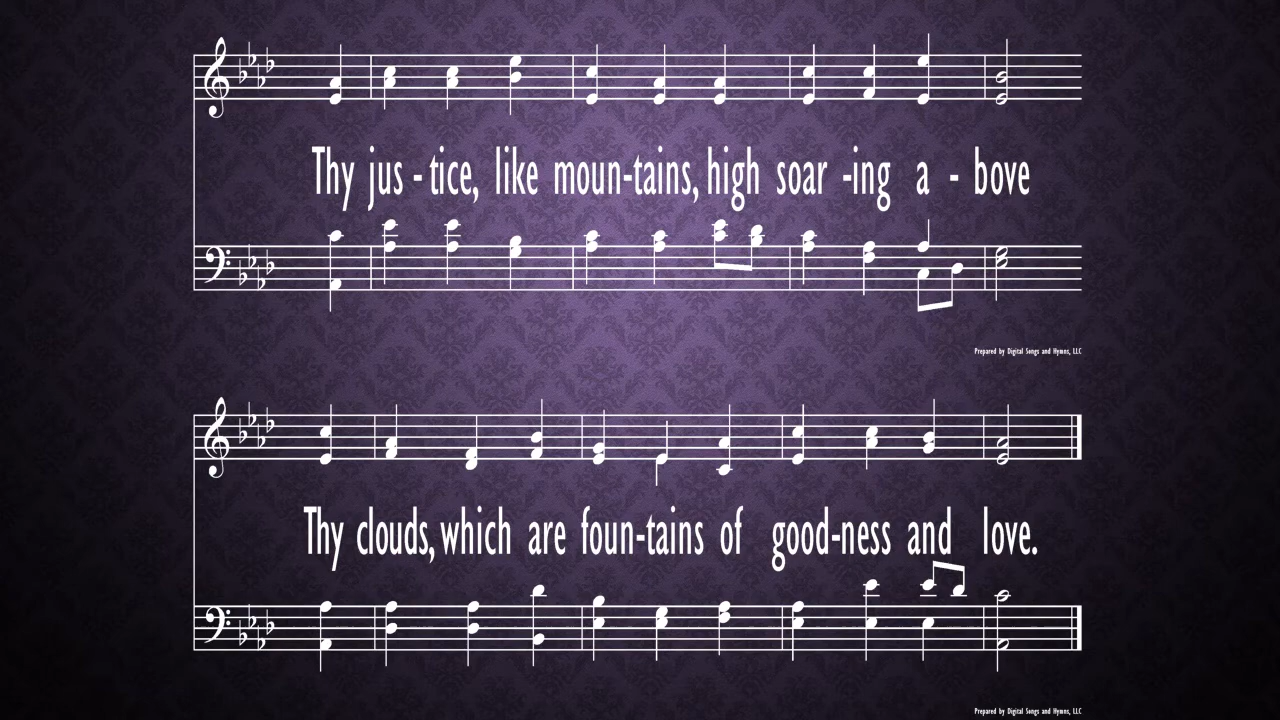 Thy jus - tice, like moun-tains, high soar -ing a - bove
Prepared by Digital Songs and Hymns, LLC
Thy clouds, which are foun-tains of good-ness and love.
Prepared by Digital Songs and Hymns, LLC